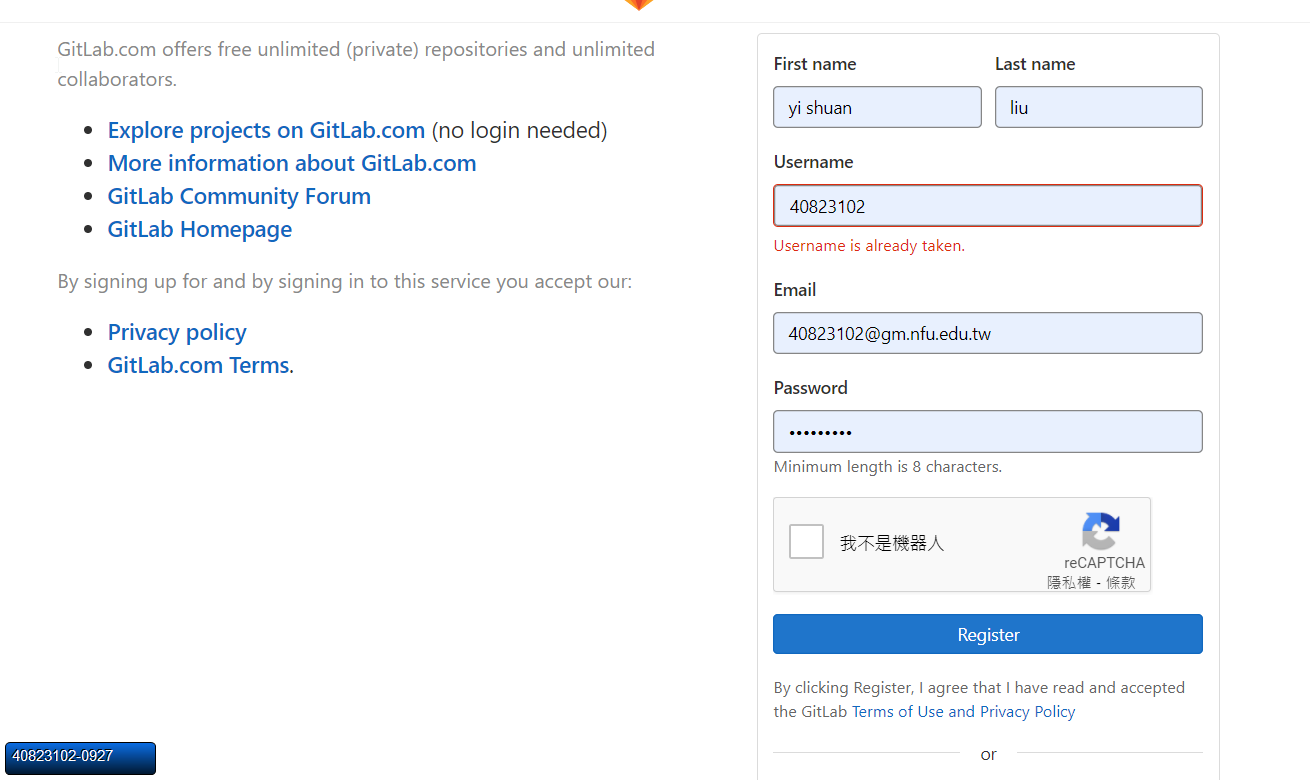 GitLab.com offers free unlimited (private) repositories and unlimited
collaborators.
Explore projects on GitLab.com (no login needed)
More information about GitLab.com
GitLab Community Forum
GitLab Homepage
By signing up for and by signing in to this service you accept our:
Privacy policy
GitLab.com Terms.
First name
Last name
yi shuan
liu
Username
40823102
Username is already taken.
Email
40823102@gm.nfu.edu.tw
Password
•••••••••
Minimum length is 8 characters.
我不是機器人
reCAPTCHA
隱私權 - 條款
Register
By clicking Register, I agree that I have read and accepted
the GitLab Terms of Use and Privacy Policy
or
40823102-0927